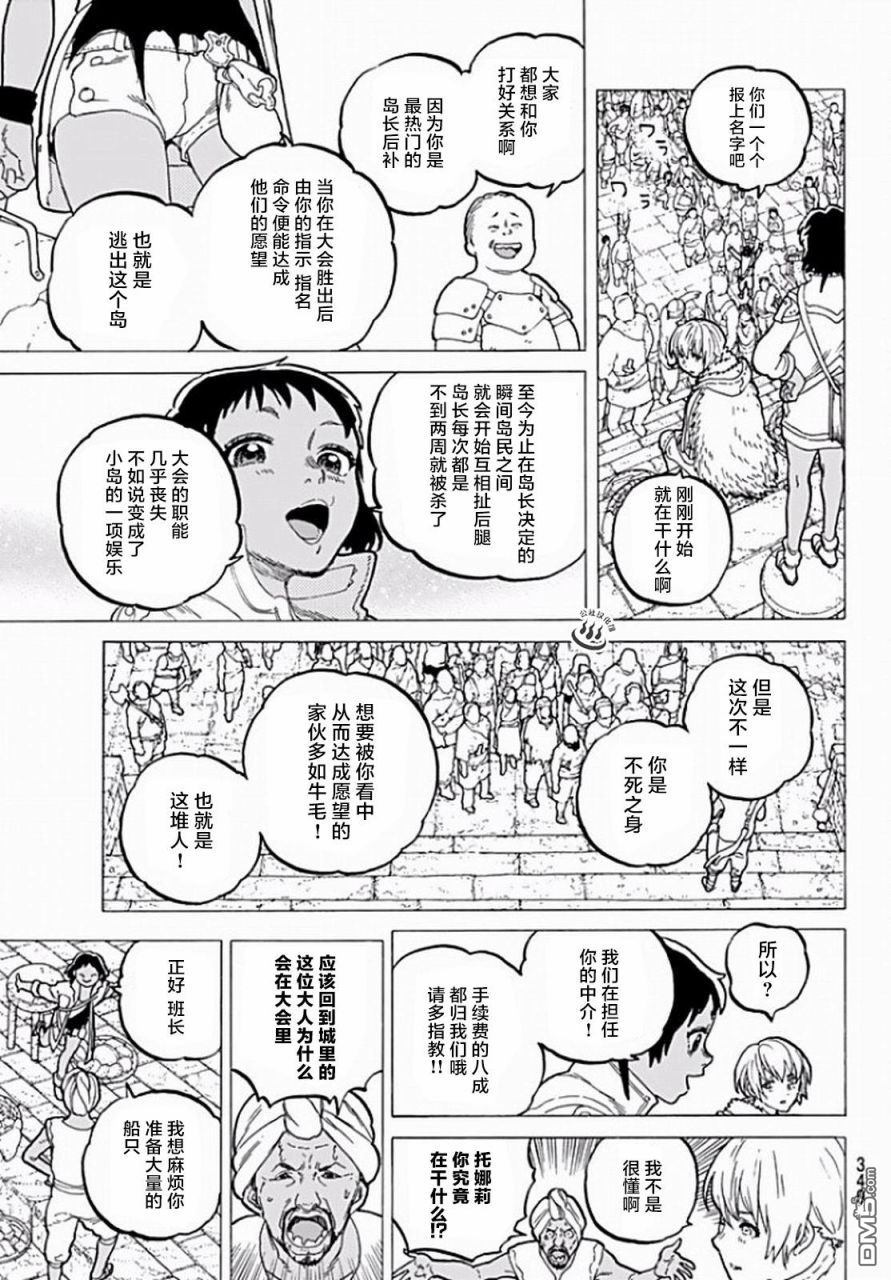 你们一个个
报上名字吧
ワァ
ワァ
刚刚开始
就在干什么啊
大家
都想和你
打好关系啊
因为你是
最热门的
岛长后补
当你在大会胜出后
由你的指示 指名
命令便能达成
他们的愿望
也就是
逃出这个岛
至今为止在岛长决定的
瞬间岛民之间
就会开始互相扯后腿
岛长每次都是
不到两周就被杀了
大会的职能
几乎丧失
不如说变成了
小岛的一项娱乐
但是
这次不一样
你是
不死之身
想要被你看中
从而达成愿望的
家伙多如牛毛！
也就是
这堆人！
所以？
我们在担任
你的中介！
手续费的八成
都归我们哦
请多指教!!
我不是
很懂啊
托娜莉
你究竟
在干什么!?
应该回到城里的
这位大人为什么
会在大会里
正好 班长
我想麻烦你
准备大量的
船只
DM5.com